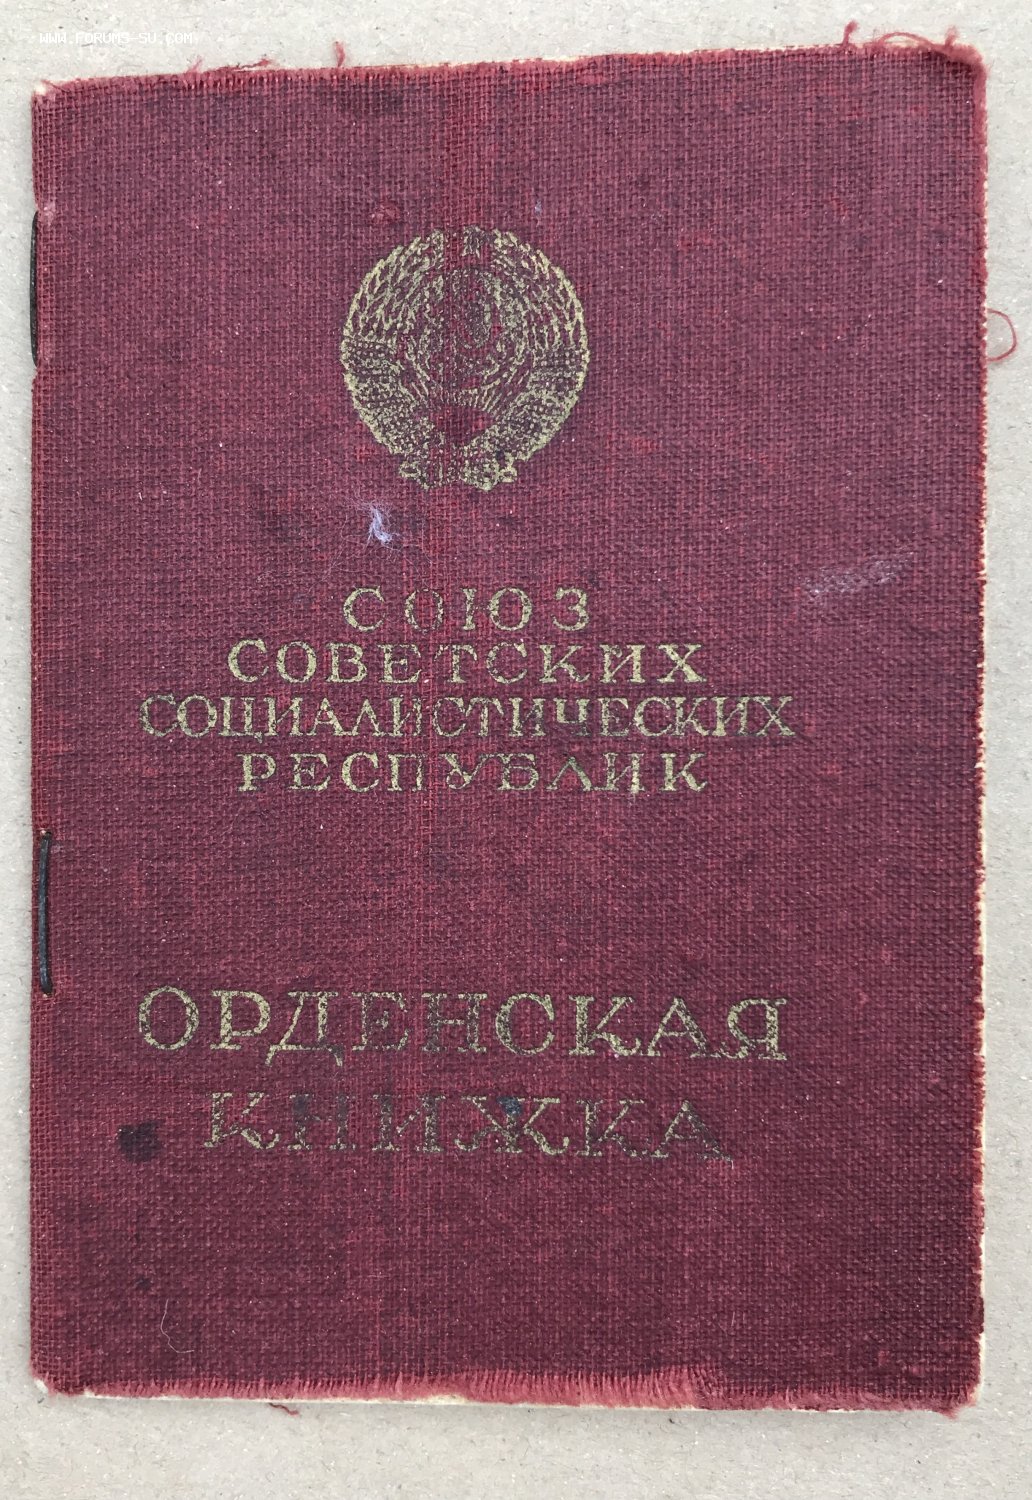 WWW.FORUMS-SU.COM
СОЮЗ
СОВЕТСКИХ
СОЦИАЛИСТИЧЕСКИХ
РЕСПУБЛИК
ОРДЕНСКАЯ
КНИЖКА